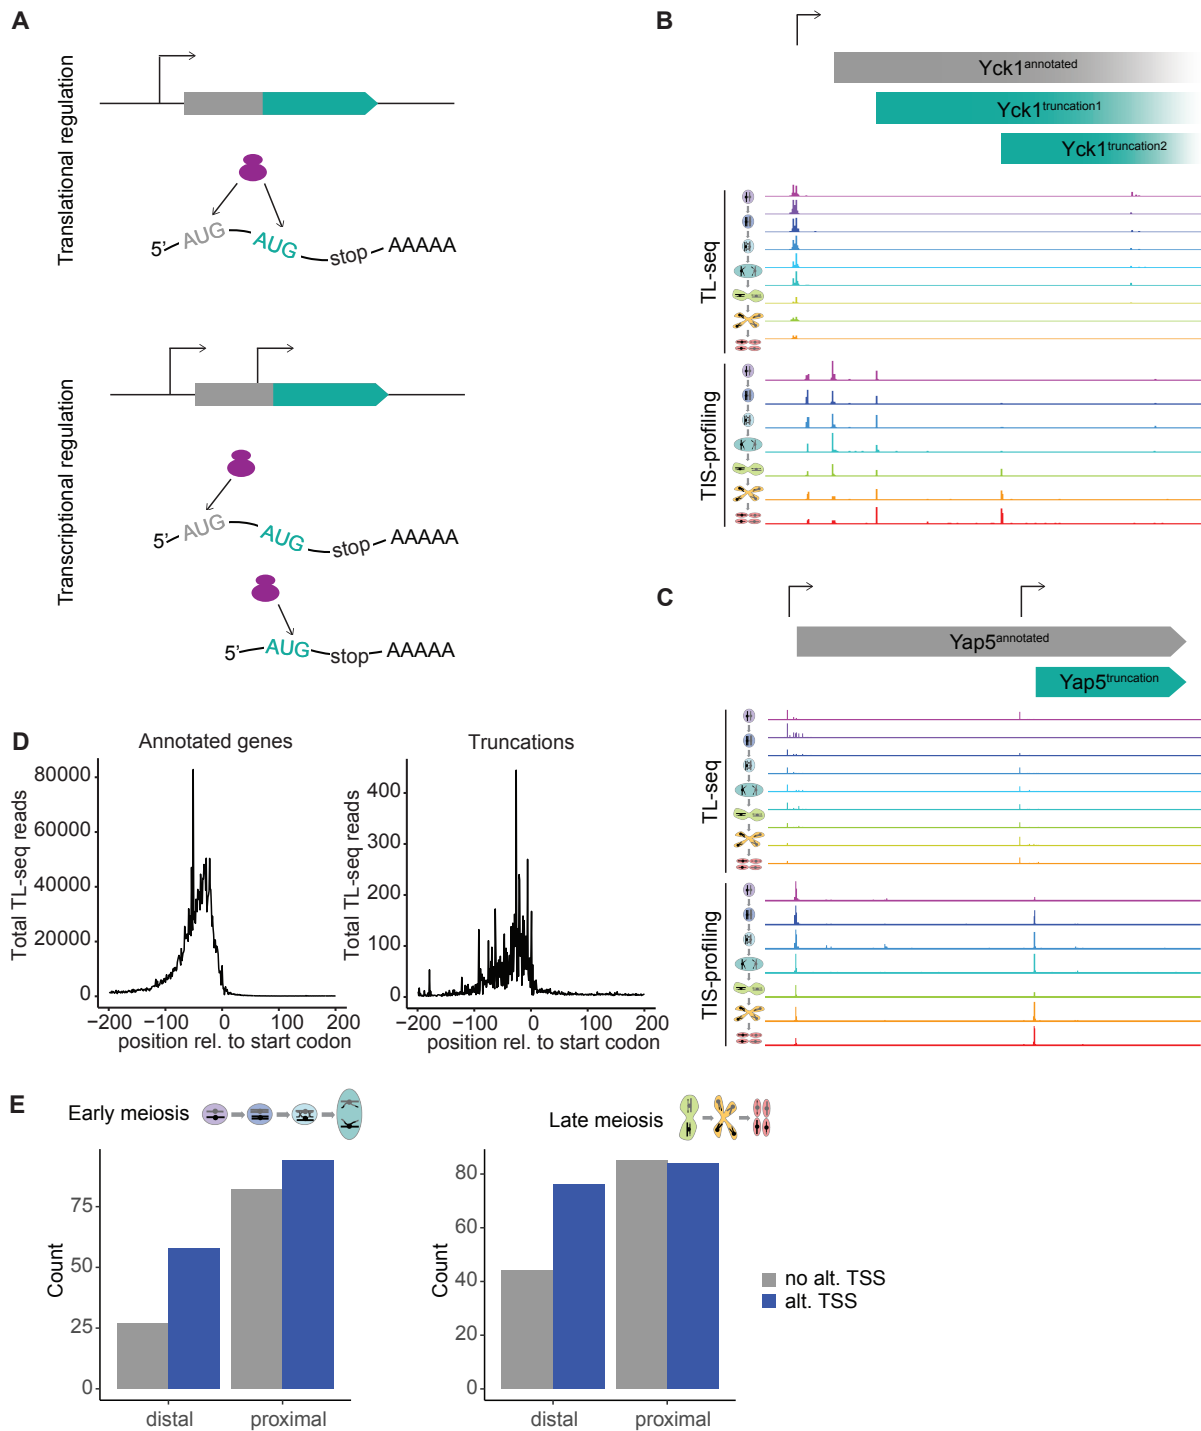 A
Translational regulation
5' AUG AUG stop AAAAA
Transcriptional regulation
5' AUG AUG stop AAAAA
5' AUG stop AAAAA
B
Yck1annotated
Yck1truncation1
Yck1truncation2
TL-seq
TIS-profiling
C
Yap5annotated
Yap5truncation
TL-seq
TIS-profiling
D
Annotated genes
Total TL-seq reads
80000
60000
40000
20000
0
−200 −100 0 100 200
position rel. to start codon
Truncations
Total TL-seq reads
400
300
200
100
0
−200 −100 0 100 200
position rel. to start codon
E
Early meiosis
Count
75
50
25
0
distal proximal
Late meiosis
Count
80
60
40
20
0
distal proximal
no alt. TSS
alt. TSS